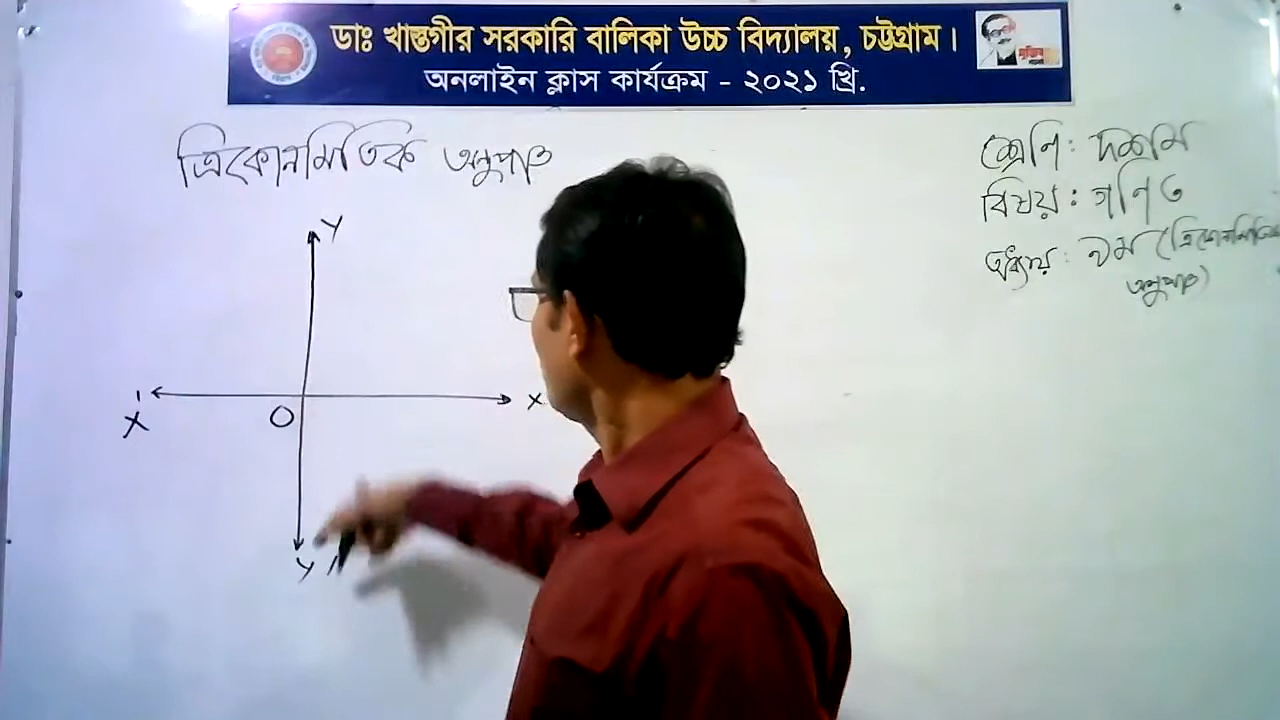 ডাঃ খাস্তগীর সরকারি বালিকা উচ্চ বিদ্যালয়, চট্টগ্রাম।
অনলাইন ক্লাস কার্যক্রম - ২০২১ খ্রি.
ত্রিকোনমিতিক অনুপাত
শ্রেণি: দশম
বিষয়: গণিত
অধ্যায়: ৯ম (ত্রিকোনমিতিক
অনুপাত)
Y
X'
O
X
Y'